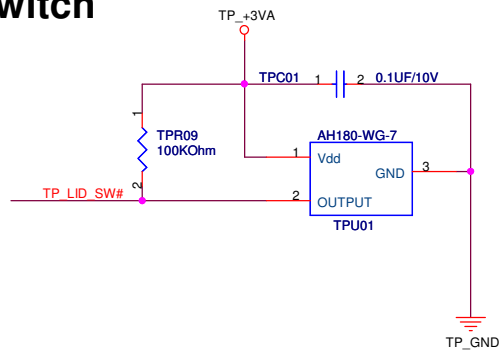 witch
TP_+3VA
TPC01 1 2 0.1UF/10V
1
TPR09
100KOhm
2
AH180-WG-7
1 Vdd
GND 3
TP_LID_SW#
2 OUTPUT
TPU01
TP_GND